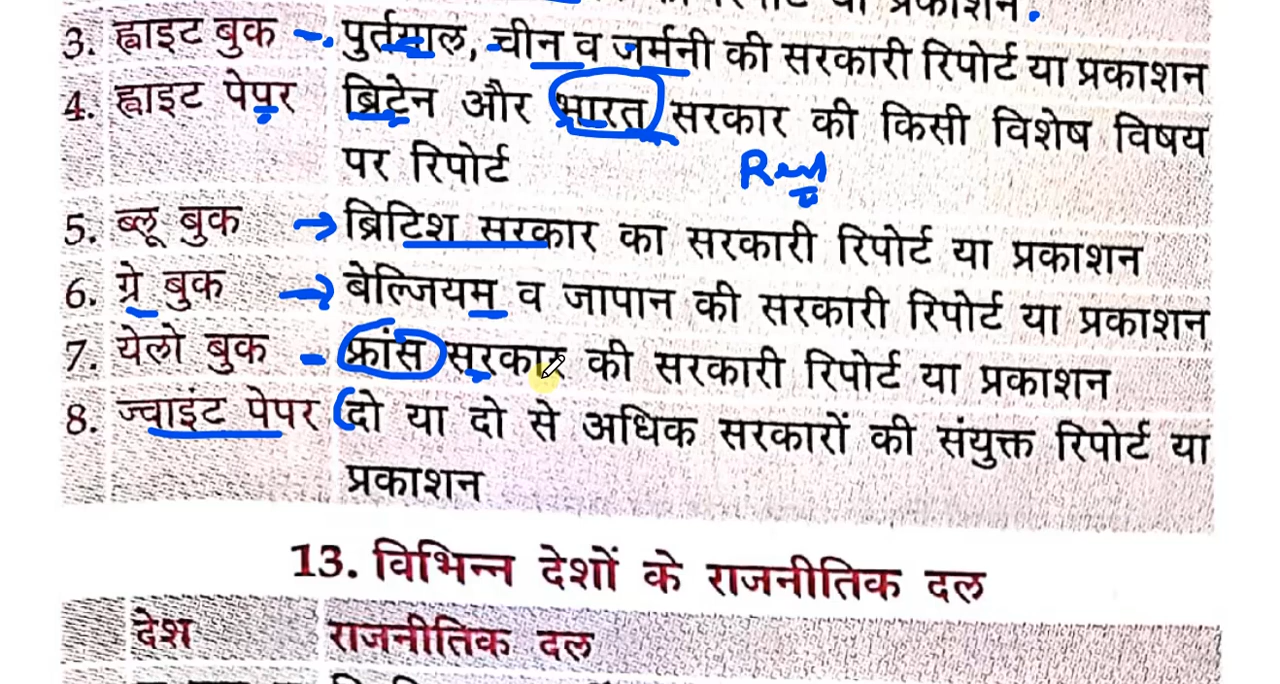 की रिपोर्ट या प्रकाशन.
3. ह्वाइट बुक पुर्तगाल, चीन व जर्मनी की सरकारी रिपोर्ट या प्रकाशन
4. ह्वाइट पेपर ब्रिटेन और भारत सरकार की किसी विशेष विषय
पर रिपोर्ट
5. ब्लू बुक → ब्रिटिश सरकार का सरकारी रिपोर्ट या प्रकाशन
6. ग्रे बुक → बेल्जियम व जापान की सरकारी रिपोर्ट या प्रकाशन
7. येलो बुक - फ्रांस सरकार की सरकारी रिपोर्ट या प्रकाशन
8. ज्वाइंट पेपर दो या दो से अधिक सरकारों की संयुक्त रिपोर्ट या
प्रकाशन
13. विभिन्न देशों के राजनीतिक दल
देश राजनीतिक दल